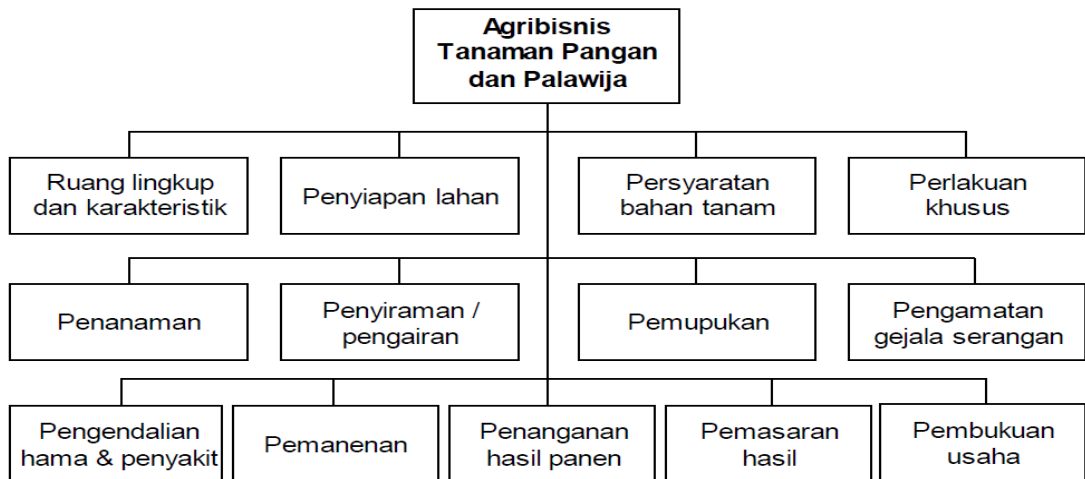 Agribisnis
Tanaman Pangan
dan Palawija
Ruang lingkup
dan karakteristik
Penyiapan lahan
Persyaratan
bahan tanam
Perlakuan
khusus
Penanaman
Penyiraman /
pengairan
Pemupukan
Pengamatan
gejala serangan
Pengendalian
hama & penyakit
Pemanenan
Penanganan
hasil panen
Pemasaran
hasil
Pembukuan
usaha